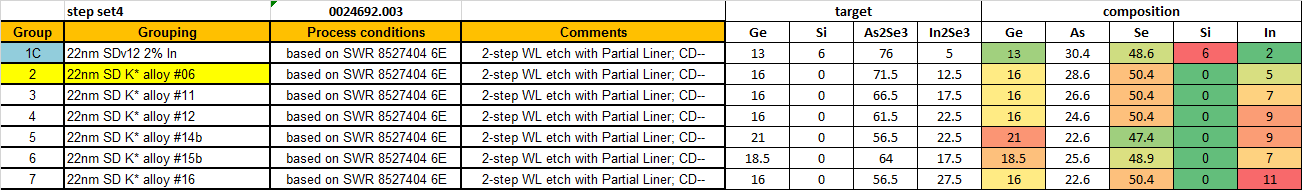 step set4 0024692.003 target composition
Group Grouping Process conditions Comments Ge Si As2Se3 In2Se3 Ge As Se Si In
1C 22nm SDv12 2% In based on SWR 8527404 6E 2-step WL etch with Partial Liner; CD-- 13 6 76 5 13 30.4 48.6 6 2
2 22nm SD K* alloy #06 based on SWR 8527404 6E 2-step WL etch with Partial Liner; CD-- 16 0 71.5 12.5 16 28.6 50.4 0 5
3 22nm SD K* alloy #11 based on SWR 8527404 6E 2-step WL etch with Partial Liner; CD-- 16 0 66.5 17.5 16 26.6 50.4 0 7
4 22nm SD K* alloy #12 based on SWR 8527404 6E 2-step WL etch with Partial Liner; CD-- 16 0 61.5 22.5 16 24.6 50.4 0 9
5 22nm SD K* alloy #14b based on SWR 8527404 6E 2-step WL etch with Partial Liner; CD-- 21 0 56.5 22.5 21 22.6 47.4 0 9
6 22nm SD K* alloy #15b based on SWR 8527404 6E 2-step WL etch with Partial Liner; CD-- 18.5 0 64 17.5 18.5 25.6 48.9 0 7
7 22nm SD K* alloy #16 based on SWR 8527404 6E 2-step WL etch with Partial Liner; CD-- 16 0 56.5 27.5 16 22.6 50.4 0 11